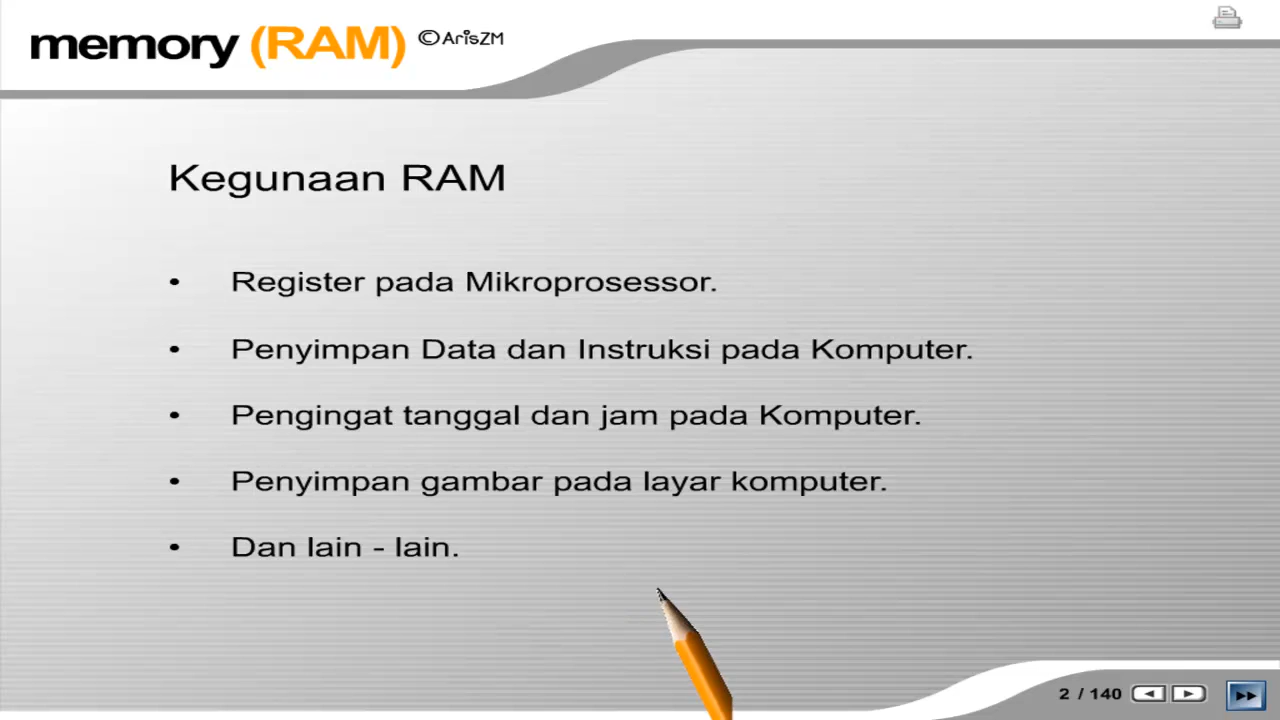 memory (RAM) ©ArisZM
Kegunaan RAM
• Register pada Mikroprosessor.
• Penyimpan Data dan Instruksi pada Komputer.
• Pengingat tanggal dan jam pada Komputer.
• Penyimpan gambar pada layar komputer.
• Dan lain - lain.
2 / 140